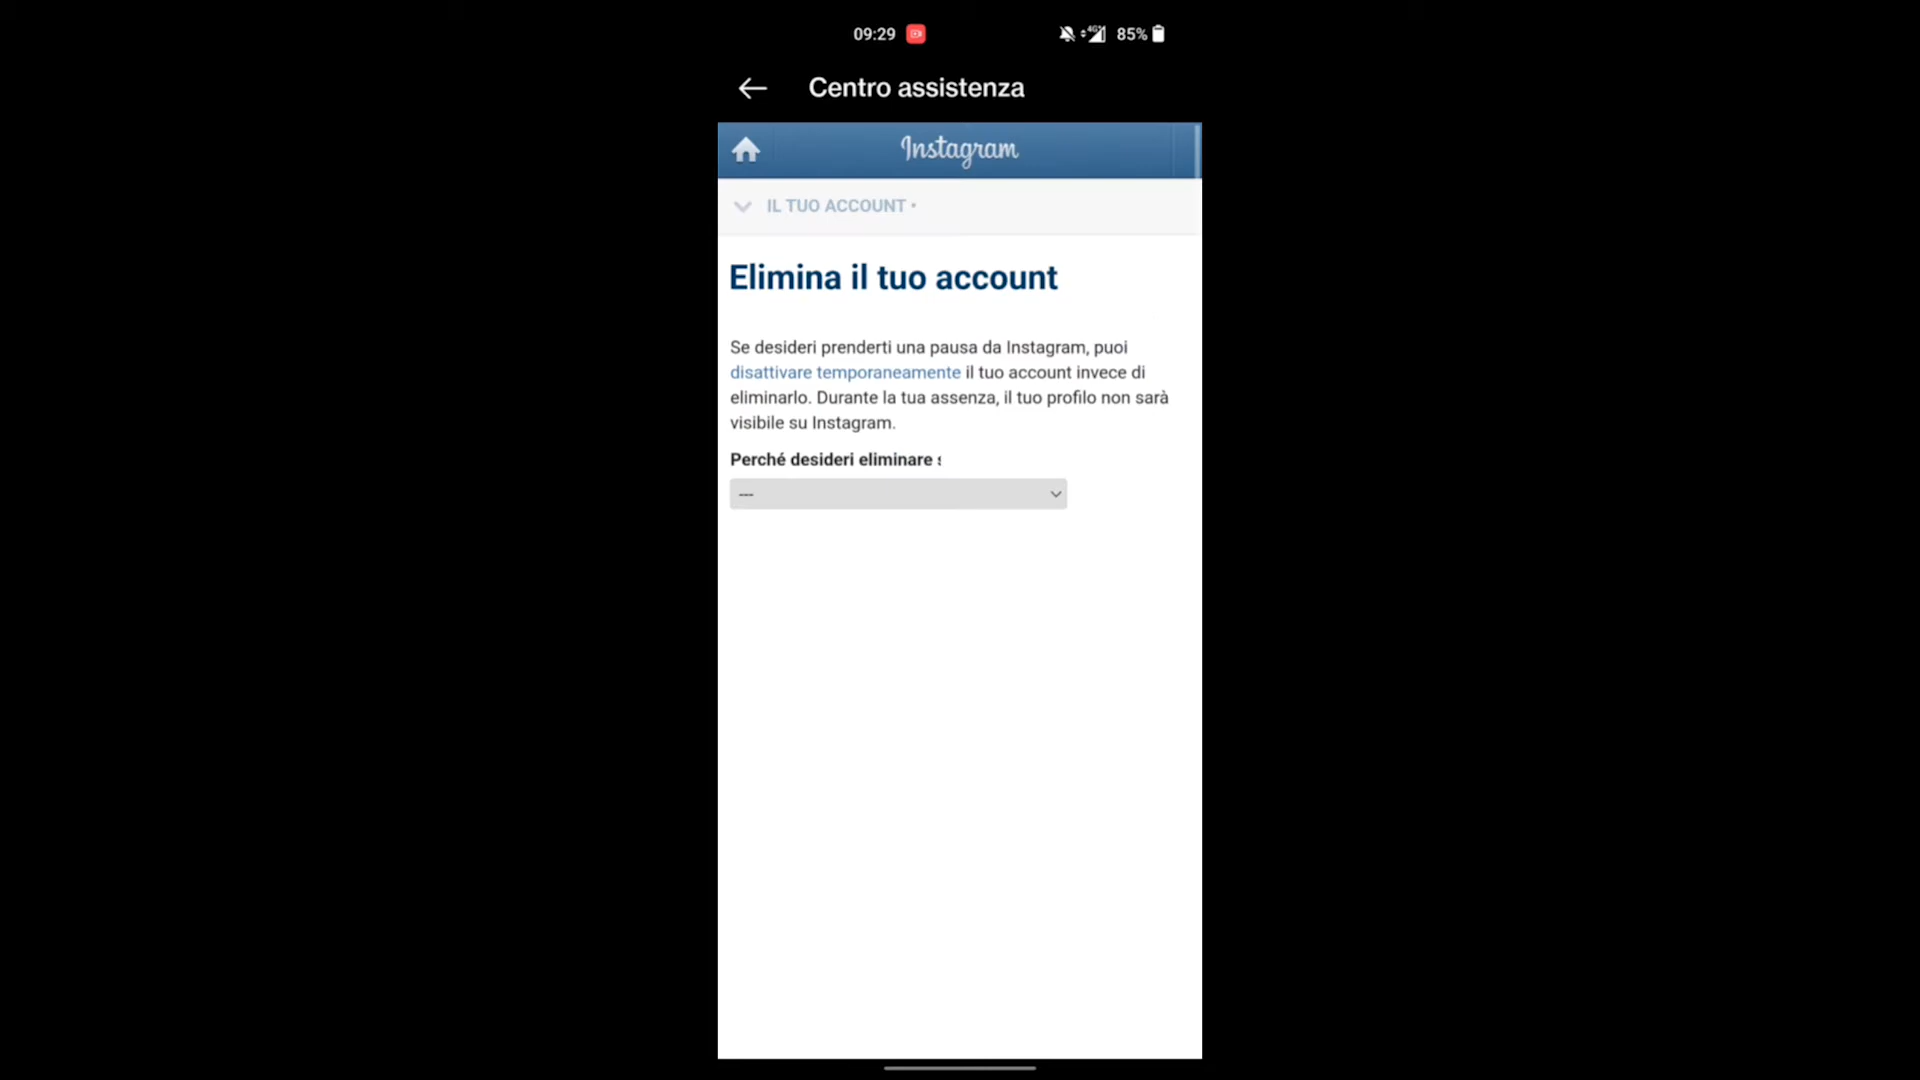 09:29
85%
Centro assistenza
Instagram
IL TUO ACCOUNT •
Elimina il tuo account
Se desideri prenderti una pausa da Instagram, puoi
disattivare temporaneamente il tuo account invece di
eliminarlo. Durante la tua assenza, il tuo profilo non sarà
visibile su Instagram.
Perché desideri eliminare
---